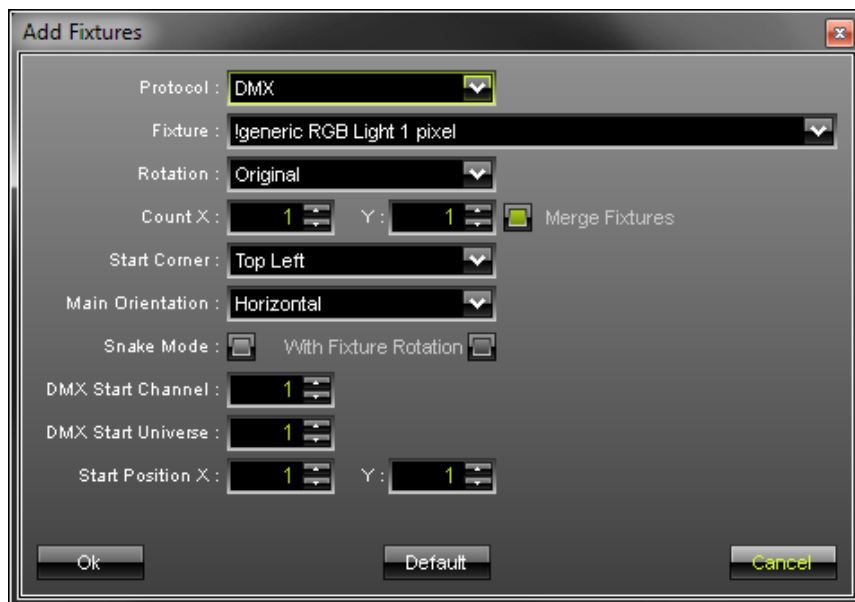 Add Fixtures
Protocol : DMX
Fixture : !generic RGB Light 1 pixel
Rotation : Original
Count X : 1 Y : 1 Merge Fixtures
Start Corner : Top Left
Main Orientation : Horizontal
Snake Mode : With Fixture Rotation
DMX Start Channel : 1
DMX Start Universe : 1
Start Position X : 1 Y : 1
Ok Default Cancel